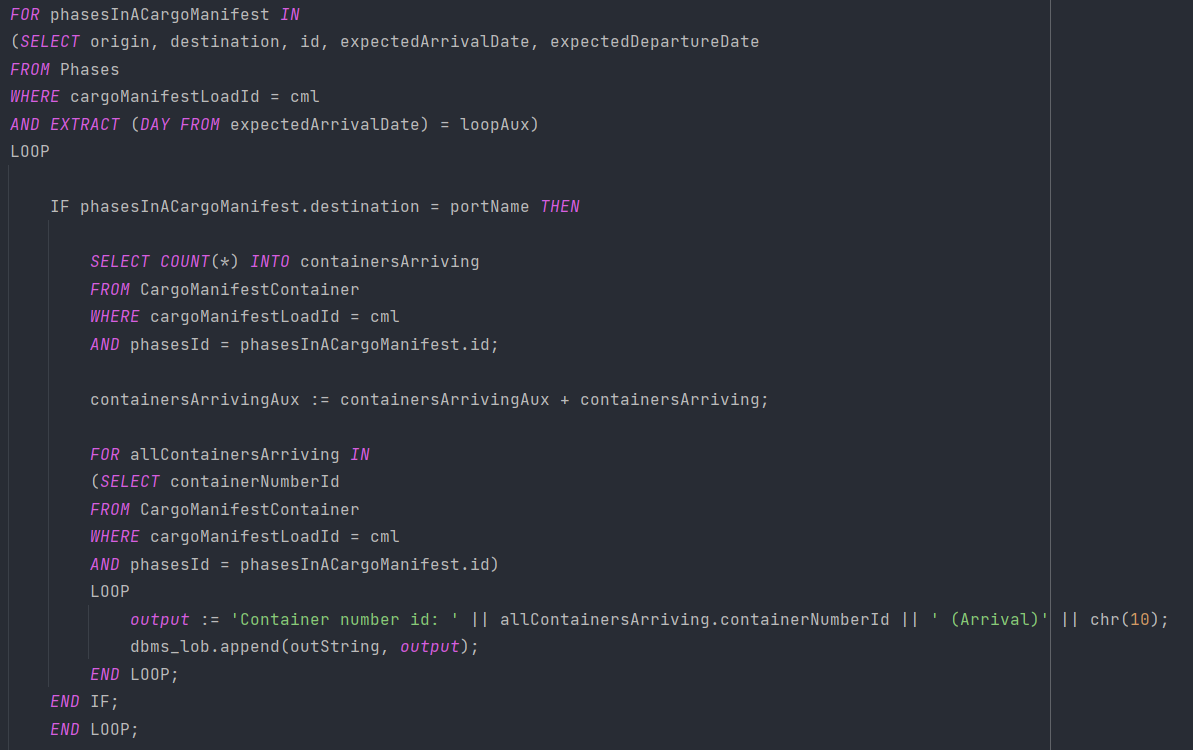 FOR phasesInACargoManifest IN
(SELECT origin, destination, id, expectedArrivalDate, expectedDepartureDate
FROM Phases
WHERE cargoManifestLoadId = cml
AND EXTRACT (DAY FROM expectedArrivalDate) = loopAux)
LOOP
IF phasesInACargoManifest.destination = portName THEN
SELECT COUNT(*) INTO containersArriving
FROM CargoManifestContainer
WHERE cargoManifestLoadId = cml
AND phasesId = phasesInACargoManifest.id;
containersArrivingAux := containersArrivingAux + containersArriving;
FOR allContainersArriving IN
(SELECT containerNumberId
FROM CargoManifestContainer
WHERE cargoManifestLoadId = cml
AND phasesId = phasesInACargoManifest.id)
LOOP
output := 'Container number id: ' || allContainersArriving.containerNumberId || ' (Arrival)' || chr(10);
dbms_lob.append(outString, output);
END LOOP;
END IF;
END LOOP;